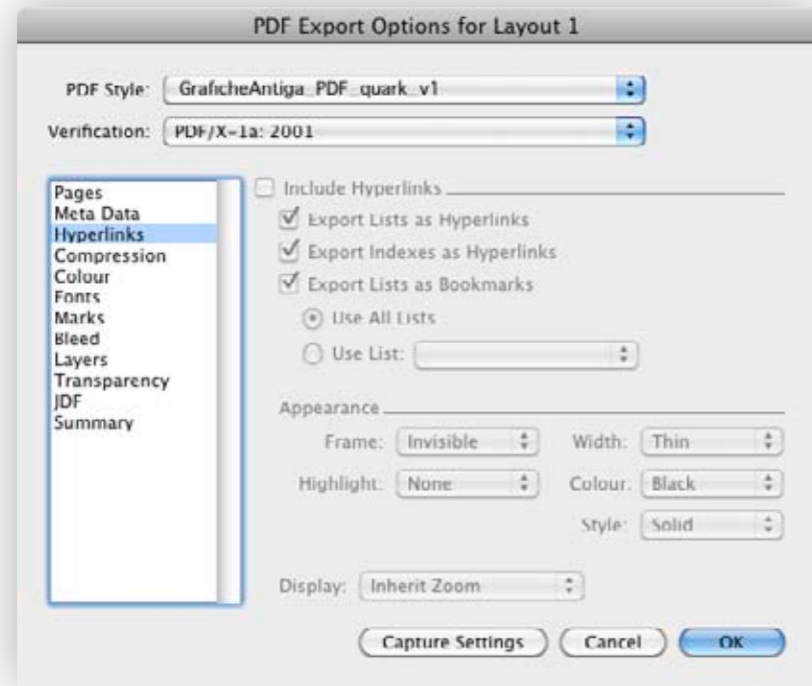 PDF Export Options for Layout 1
PDF Style: GraficheAntiga_PDF_quark_v1
Verification: PDF/X-1a: 2001
Pages
Meta Data
Hyperlinks
Compression
Colour
Fonts
Marks
Bleed
Layers
Transparency
JDF
Summary
Include Hyperlinks
Export Lists as Hyperlinks
Export Indexes as Hyperlinks
Export Lists as Bookmarks
Use All Lists
Use List:
Appearance
Frame: Invisible Width: Thin
Highlight: None Colour: Black
Style: Solid
Display: Inherit Zoom
Capture Settings Cancel OK